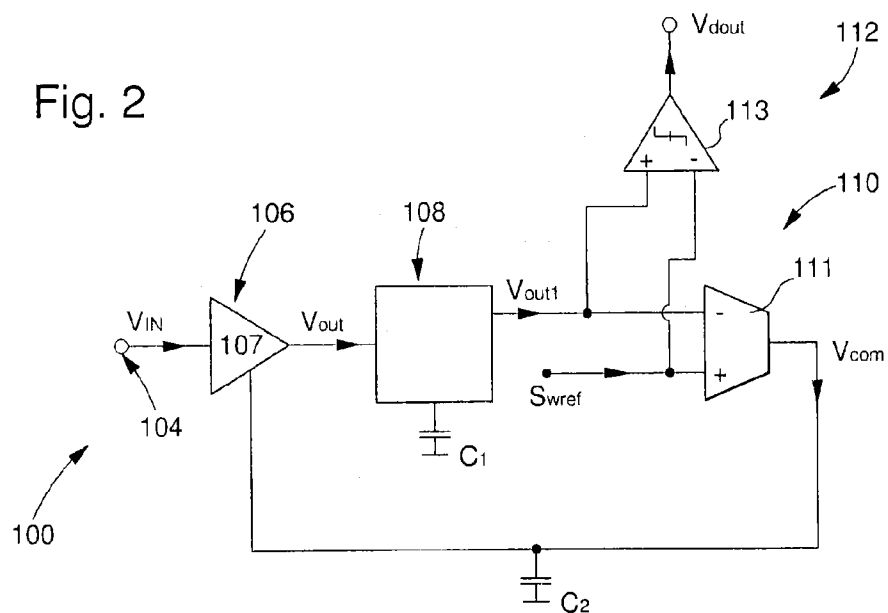 Vdout
112
Fig. 2
113
+ -
110
106
108
111
Vout1
VIN
Vout
-
107
Vcom
+
Swref
104
C1
100
C2